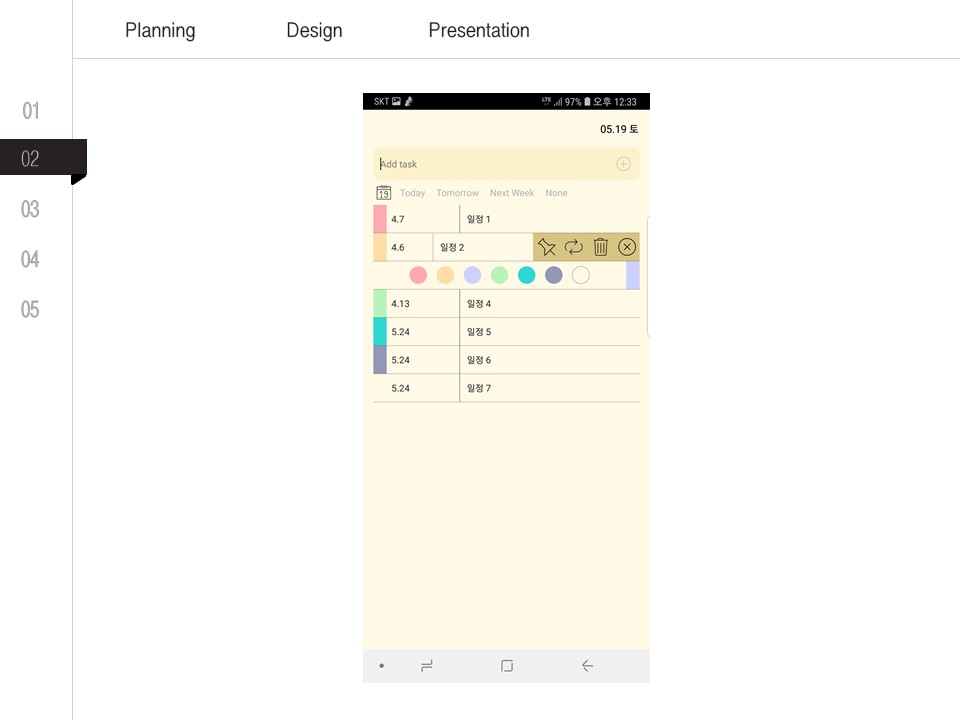 Planning Design Presentation
01
02
03
04
05
SKT LTE 97% 오후 12:33
05.19 토
Add task
19 Today Tomorrow Next Week None
4.7 일정 1
4.6 일정 2
4.13 일정 4
5.24 일정 5
5.24 일정 6
5.24 일정 7